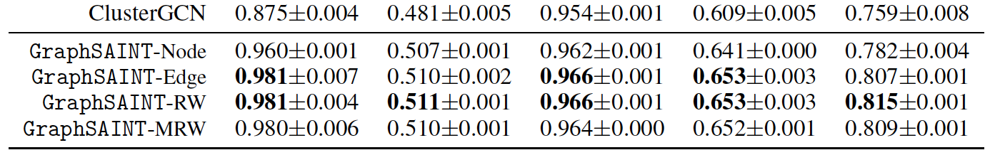 ClusterGCN 0.875±0.004 0.481±0.005 0.954±0.001 0.609±0.005 0.759±0.008
GraphSAINT-Node 0.960±0.001 0.507±0.001 0.962±0.001 0.641±0.000 0.782±0.004
GraphSAINT-Edge 0.981±0.007 0.510±0.002 0.966±0.001 0.653±0.003 0.807±0.001
GraphSAINT-RW 0.981±0.004 0.511±0.001 0.966±0.001 0.653±0.003 0.815±0.001
GraphSAINT-MRW 0.980±0.006 0.510±0.001 0.964±0.000 0.652±0.001 0.809±0.001